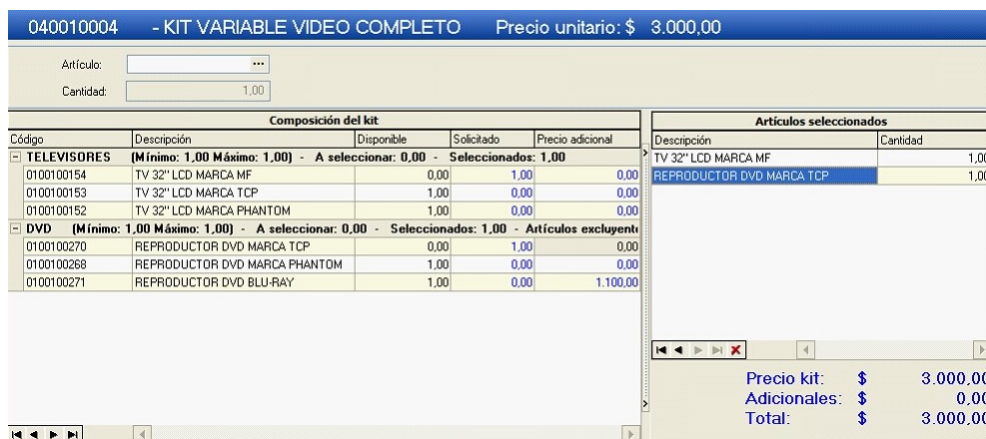 040010004 - KIT VARIABLE VIDEO COMPLETO Precio unitario: $ 3.000,00
Artículo: ...
Cantidad: 1,00
Composición del kit
Código Descripción Disponible Solicitado Precio adicional
TELEVISORES (Mínimo: 1,00 Máximo: 1,00) - A seleccionar: 0,00 - Seleccionados: 1,00
0100100154 TV 32" LCD MARCA MF 0,00 1,00 0,00
0100100153 TV 32" LCD MARCA TCP 1,00 0,00 0,00
0100100152 TV 32" LCD MARCA PHANTOM 1,00 0,00 0,00
DVD (Mínimo: 1,00 Máximo: 1,00) - A seleccionar: 0,00 - Seleccionados: 1,00 - Artículos excluyente
0100100270 REPRODUCTOR DVD MARCA TCP 0,00 1,00 0,00
0100100268 REPRODUCTOR DVD MARCA PHANTOM 1,00 0,00 0,00
0100100271 REPRODUCTOR DVD BLU-RAY 1,00 0,00 1.100,00
Artículos seleccionados
Descripción Cantidad
TV 32" LCD MARCA MF 1,00
REPRODUCTOR DVD MARCA TCP 1,00
Precio kit: $ 3.000,00
Adicionales: $ 0,00
Total: $ 3.000,00